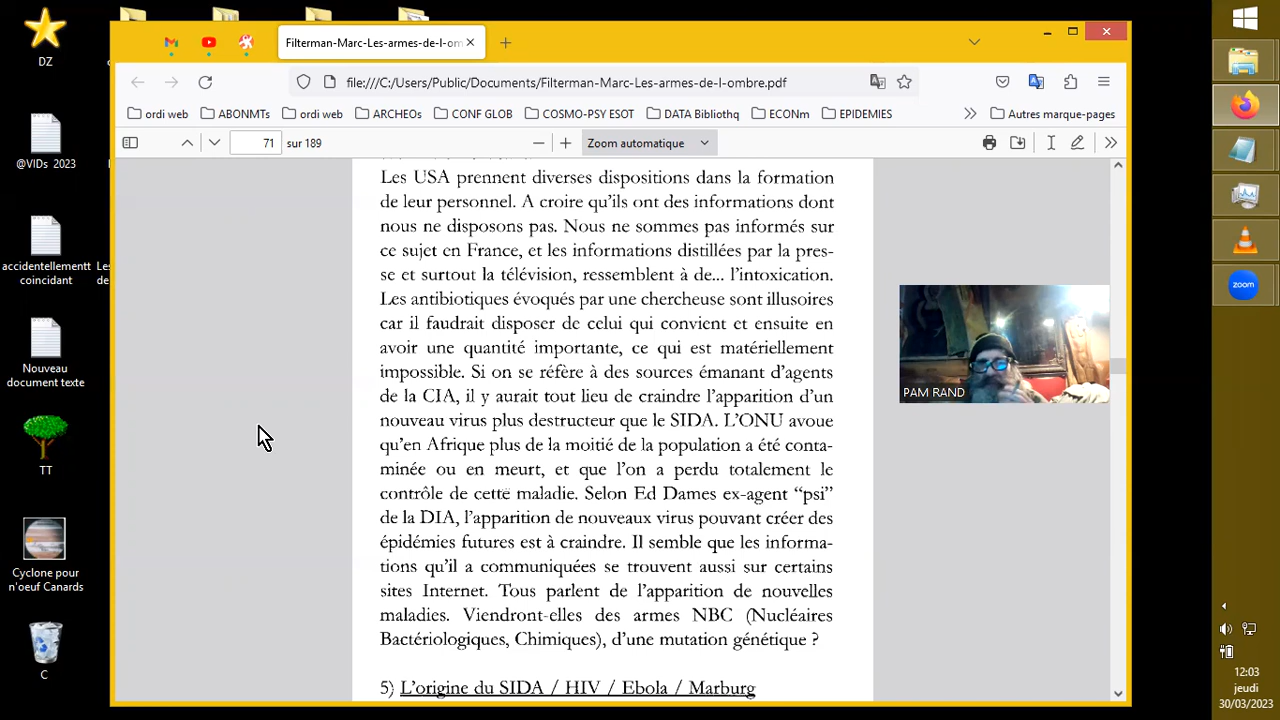 DZ
@VIDs 2023
accidentellementt
coincidant
Nouveau
document texte
TT
Cyclone pour
n'oeuf Canards
C
Filterman-Marc-Les-armes-de-l-om
file:///C:/Users/Public/Documents/Filterman-Marc-Les-armes-de-l-ombre.pdf
ordi web
ABONMTs
ordi web
ARCHEOs
CONF GLOB
COSMO-PSY ESOT
DATA Bibliothq
ECONm
EPIDEMIES
Autres marque-pages
71 sur 189
Zoom automatique
Les USA prennent diverses dispositions dans la formation
de leur personnel. A croire qu'ils ont des informations dont
nous ne disposons pas. Nous ne sommes pas informés sur
ce sujet en France, et les informations distillées par la pres-
se et surtout la télévision, ressemblent à de... l'intoxication.
Les antibiotiques évoqués par une chercheuse sont illusoires
car il faudrait disposer de celui qui convient et ensuite en
avoir une quantité importante, ce qui est matériellement
impossible. Si on se réfère à des sources émanant d'agents
de la CIA, il y aurait tout lieu de craindre l'apparition d'un
nouveau virus plus destructeur que le SIDA. L'ONU avoue
qu'en Afrique plus de la moitié de la population a été conta-
minée ou en meurt, et que l'on a perdu totalement le
contrôle de cette maladie. Selon Ed Dames ex-agent “psi”
de la DIA, l'apparition de nouveaux virus pouvant créer des
épidémies futures est à craindre. Il semble que les informa-
tions qu'il a communiquées se trouvent aussi sur certains
sites Internet. Tous parlent de l'apparition de nouvelles
maladies. Viendront-elles des armes NBC (Nucléaires
Bactériologiques, Chimiques), d'une mutation génétique ?
5) L'origine du SIDA / HIV / Ebola / Marburg
PAM RAND
zoom
12:03
jeudi
30/03/2023